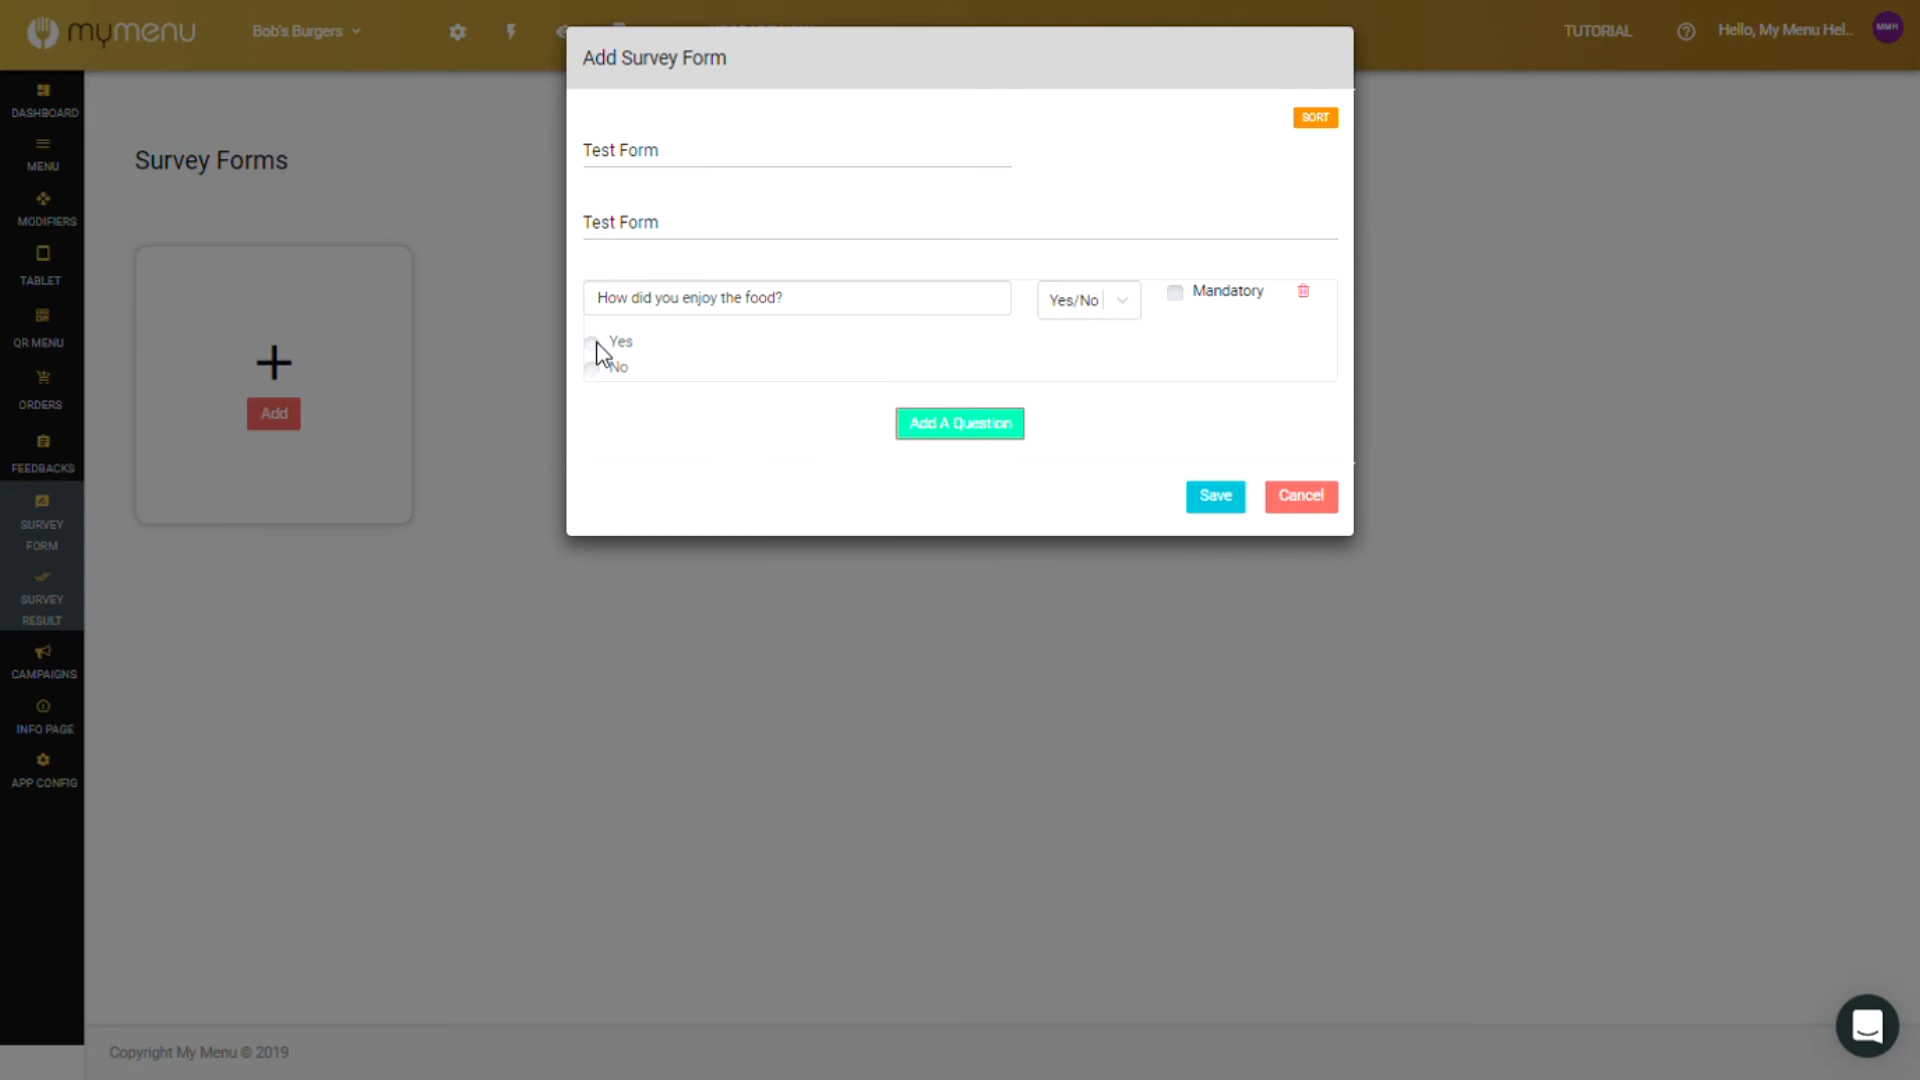 mymenu
Bob's Burgers
TUTORIAL
Hello, My Menu Hel..
MMH
DASHBOARD
MENU
MODIFIERS
TABLET
QR MENU
ORDERS
FEEDBACKS
SURVEY
FORM
SURVEY
RESULT
CAMPAIGNS
INFO PAGE
APP CONFIG
Survey Forms
Add
Add Survey Form
SORT
Test Form
Test Form
How did you enjoy the food?
Yes/No
Mandatory
Yes
No
Add A Question
Save
Cancel
Copyright My Menu © 2019